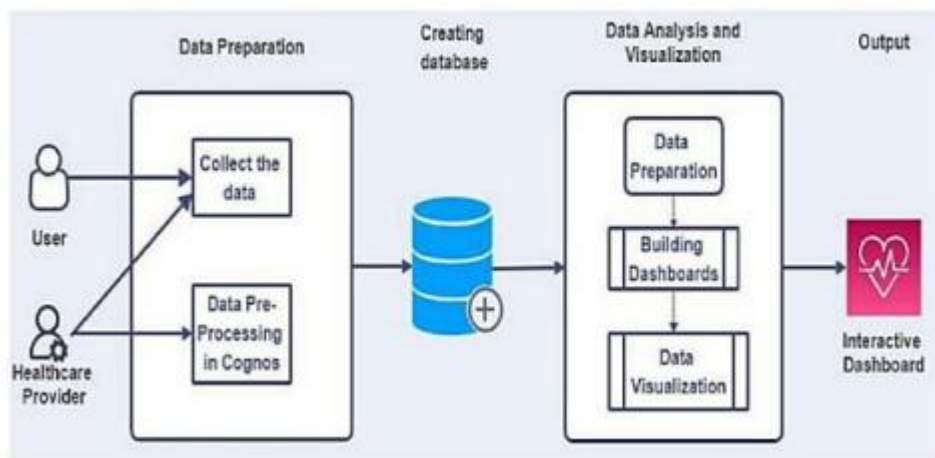 Data Preparation
Creating
database
Data Analysis and
Visualization
Output
User
Healthcare
Provider
Collect the
data
Data Pre-
Processing
in Cognos
Data
Preparation
Building
Dashboards
Data
Visualization
Interactive
Dashboard